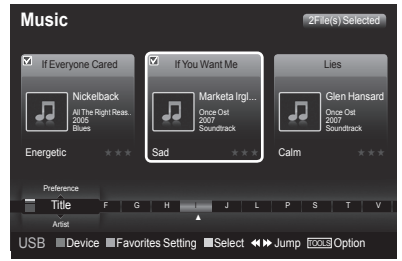 Music
2File(s) Selected
If Everyone Cared
If You Want Me
Lies
Nickelback
All The Right Reas..
2005
Blues
Marketa Irgl...
Once Ost
2007
Soundtrack
Glen Hansard
Once Ost
2007
Soundtrack
Energetic
Sad
Calm
Preference
Title F G H I J L P S T V
Artist
USB Device Favorites Setting Select Jump TOOLS Option